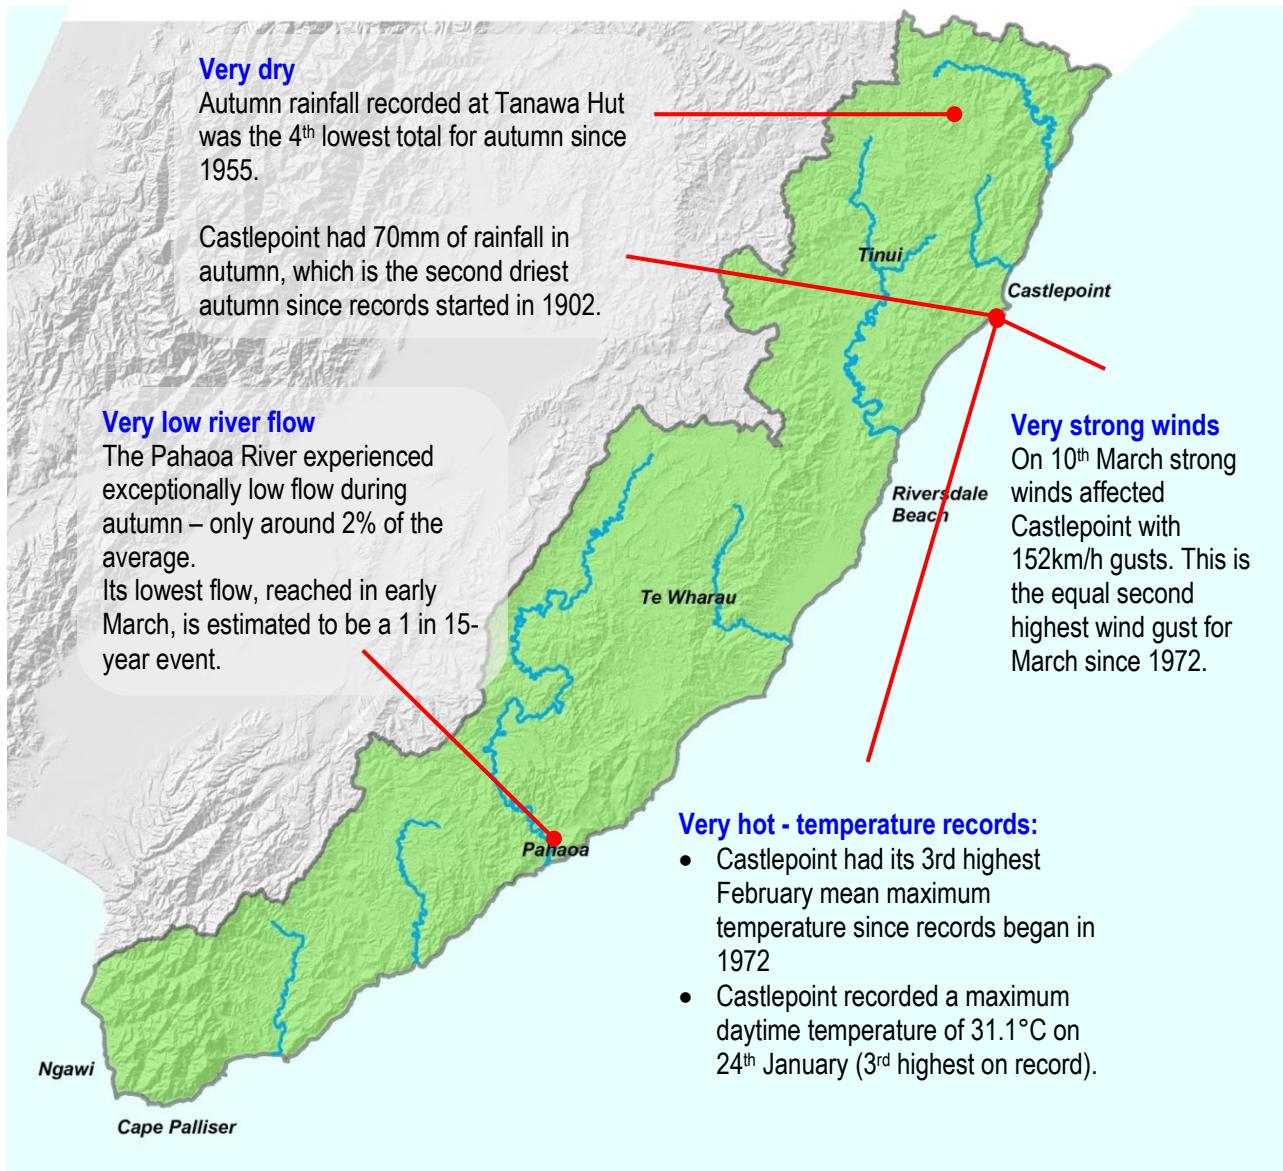 Very dry
Autumn rainfall recorded at Tanawa Hut
was the 4th lowest total for autumn since
1955.
Castlepoint had 70mm of rainfall in
autumn, which is the second driest
autumn since records started in 1902.
Tinui
Castlepoint
Very low river flow
The Pahaoa River experienced
exceptionally low flow during
autumn – only around 2% of the
average.
Its lowest flow, reached in early
March, is estimated to be a 1 in 15-
year event.
Very strong winds
On 10th March strong
winds affected
Castlepoint with
152km/h gusts. This is
the equal second
highest wind gust for
March since 1972.
Riversdale
Beach
Te Wharau
Pahaoa
Very hot - temperature records:
• Castlepoint had its 3rd highest
February mean maximum
temperature since records began in
1972
• Castlepoint recorded a maximum
daytime temperature of 31.1°C on
24th January (3rd highest on record).
Ngawi
Cape Palliser